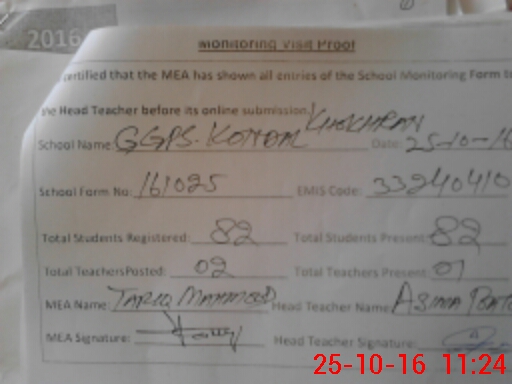 2016
Monitoring Visit Proof
certified that the MEA has shown all entries of the School Monitoring Form to
the Head Teacher before its online submission.
School Name: GGPS. KOTHDM KHOKHRAN Date: 25-10-16
School Form No: 161025 EMIS Code: 33240410
Total Students Registered: 82 Total Students Present: 82
Total Teachers Posted: 02 Total Teachers Present: 01
MEA Name: TARIQ MAHMOOD Head Teacher Name: ASIMA
MEA Signature: Head Teacher Signature:
25-10-16 11:24